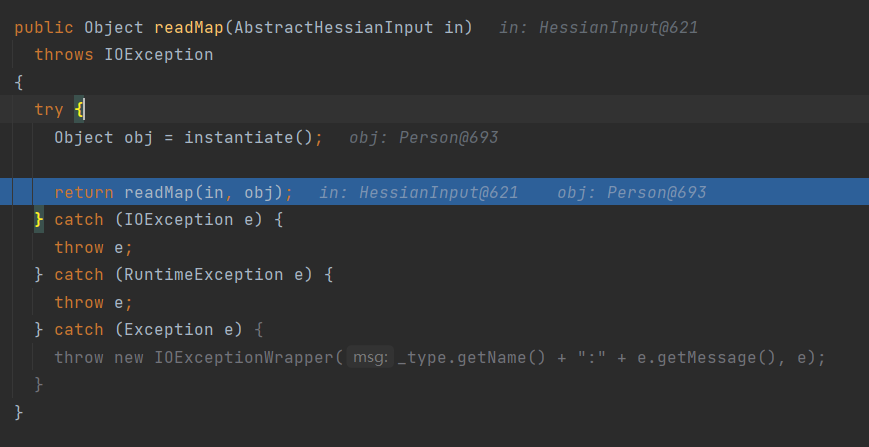 public Object readMap(AbstractHessianInput in)   in: HessianInput@621
  throws IOException
{
  try {
    Object obj = instantiate();   obj: Person@693
    return readMap(in, obj);   in: HessianInput@621    obj: Person@693
  } catch (IOException e) {
    throw e;
  } catch (RuntimeException e) {
    throw e;
  } catch (Exception e) {
    throw new IOExceptionWrapper( msg: _type.getName() + ":" + e.getMessage(), e);
  }
}